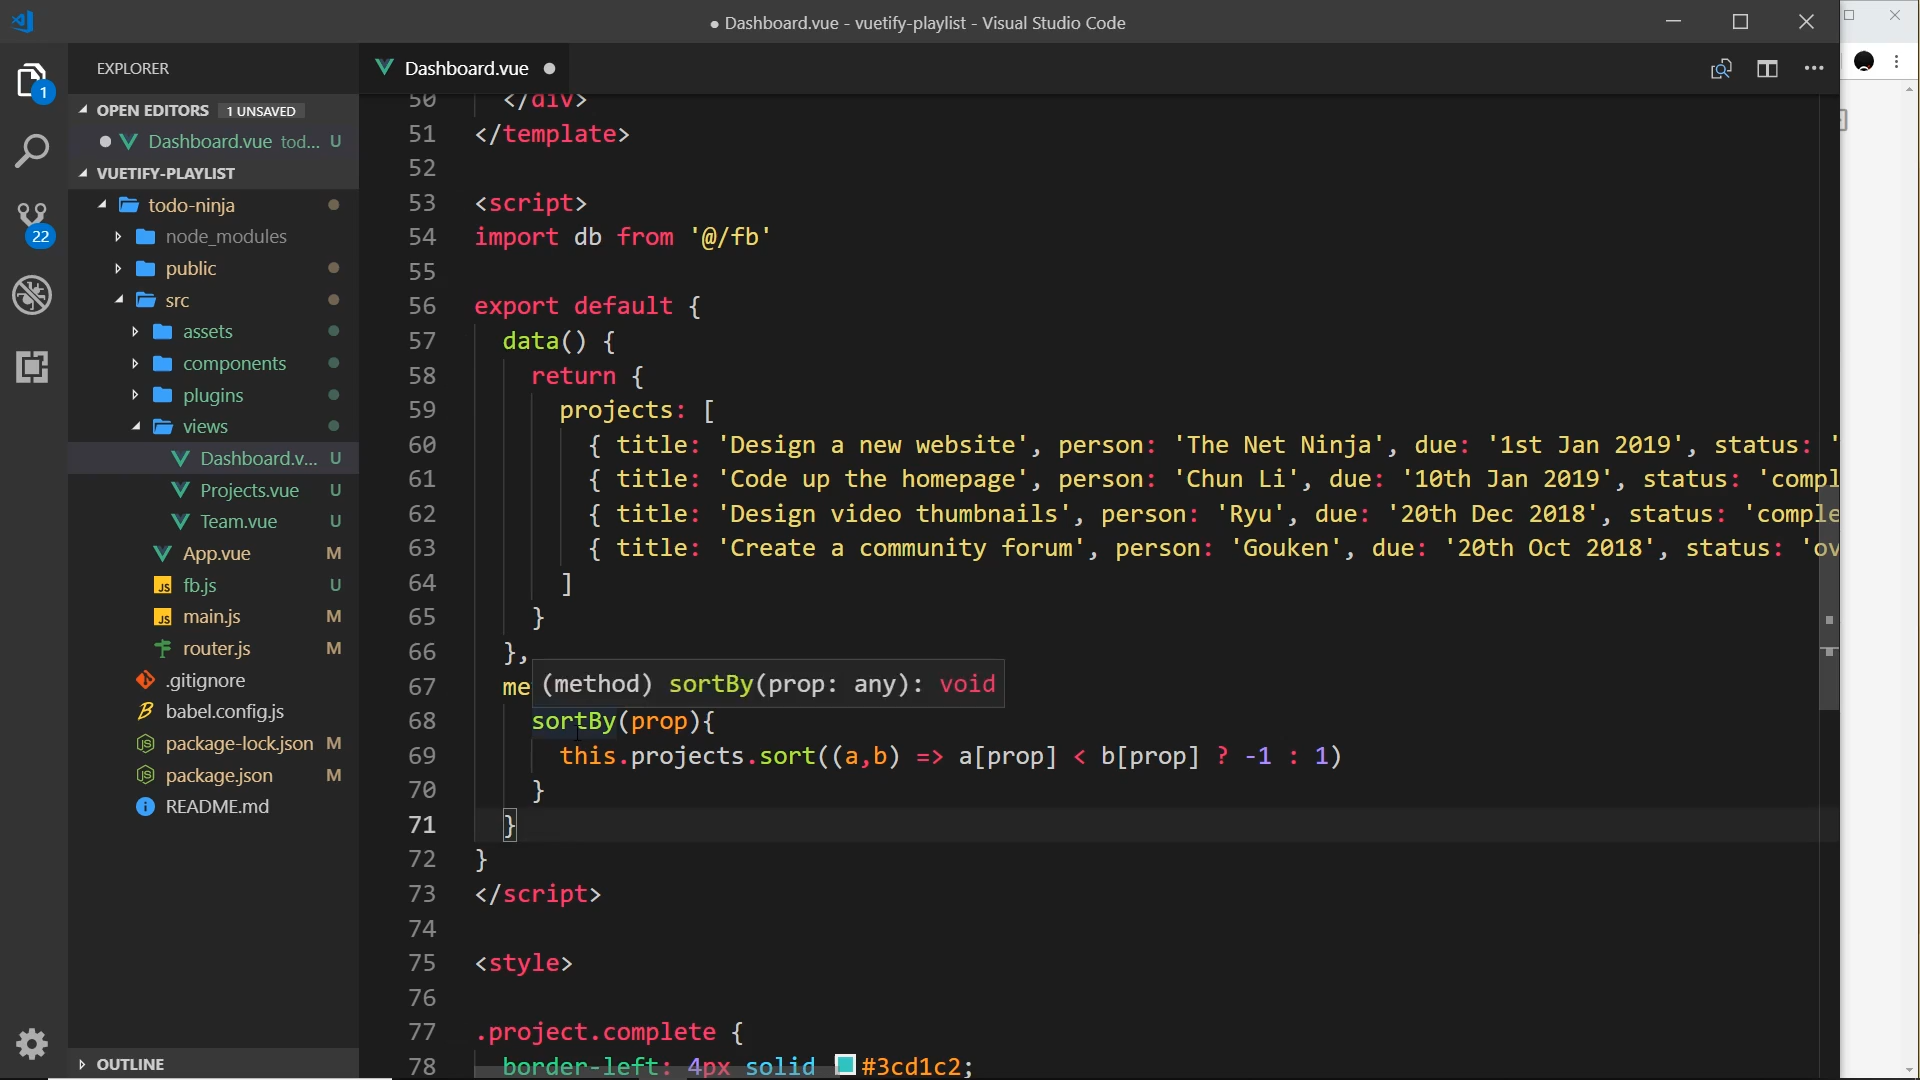 ● Dashboard.vue - vuetify-playlist - Visual Studio Code
EXPLORER
OPEN EDITORS 1 UNSAVED
Dashboard.vue tod... U
VUETIFY-PLAYLIST
todo-ninja
node_modules
public
src
assets
components
plugins
views
Dashboard.v... U
Projects.vue U
Team.vue U
App.vue M
JS fb.js U
JS main.js M
router.js M
.gitignore
babel.config.js
package-lock.json M
package.json M
README.md
OUTLINE
1
22
Dashboard.vue ●
50 </div>
51 </template>
52
53 <script>
54 import db from '@/fb'
55
56 export default {
57 data() {
58 return {
59 projects: [
60 { title: 'Design a new website', person: 'The Net Ninja', due: '1st Jan 2019', status: '
61 { title: 'Code up the homepage', person: 'Chun Li', due: '10th Jan 2019', status: 'compl
62 { title: 'Design video thumbnails', person: 'Ryu', due: '20th Dec 2018', status: 'comple
63 { title: 'Create a community forum', person: 'Gouken', due: '20th Oct 2018', status: 'ov
64 ]
65 }
66 },
67 me (method) sortBy(prop: any): void
68 sortBy(prop){
69 this.projects.sort((a,b) => a[prop] < b[prop] ? -1 : 1)
70 }
71 }
72 }
73 </script>
74
75 <style>
76
77 .project.complete {
78 border-left: 4px solid #3cd1c2;